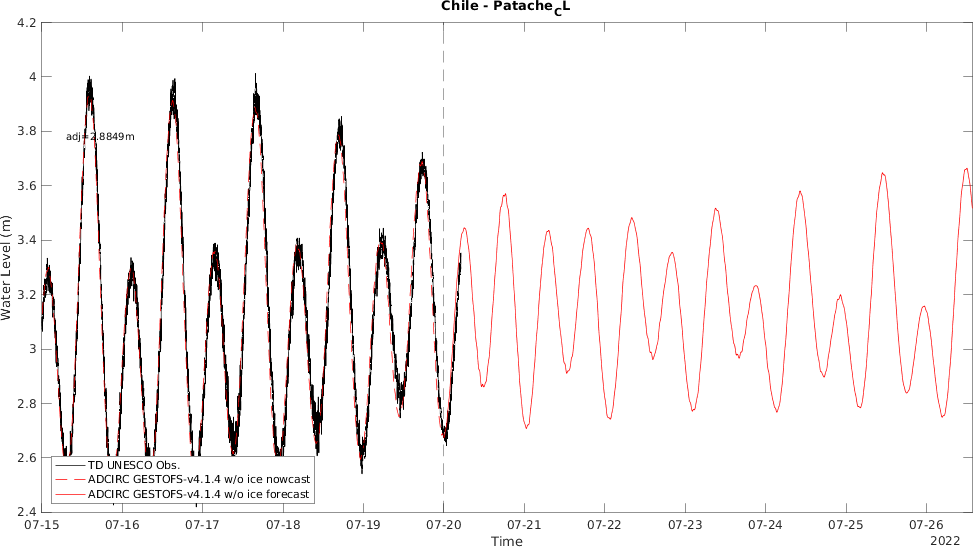 Chile - Patache_CL
4.2
4
3.8
3.6
3.4
3.2
3
2.8
2.6
2.4
Water Level (m)
adj=2.8849m
TD UNESCO Obs.
ADCIRC GESTOFS-v4.1.4 w/o ice nowcast
ADCIRC GESTOFS-v4.1.4 w/o ice forecast
07-15 07-16 07-17 07-18 07-19 07-20 07-21 07-22 07-23 07-24 07-25 07-26
Time
2022